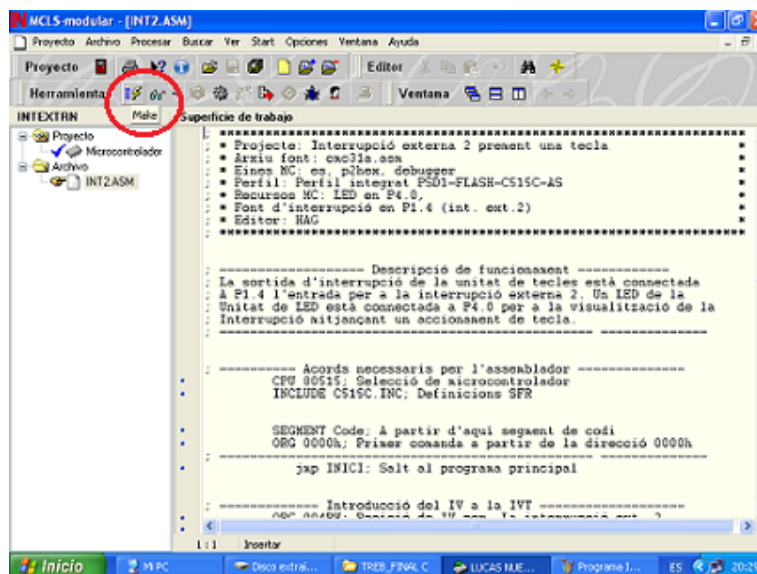 MCLS-modular - [INT2.ASM]
Proyecto Archivo Procesar Buscar Ver Start Opciones Ventana Ayuda
Proyecto Editor
Herramienta Ventana
Make
INTEXTRN Superficie de trabajo
Proyecto
Microcontrolador
Archivo
INT2.ASM
; ************************************************************
; * Projecte: Interrupció externa 2 prement una tecla *
; * Arxiu font: exc31a.asm *
; * Eines MC: es, p2hex, debugger *
; * Perfil: Perfil integrat PSD1-FLASH-C515C-AS *
; * Recursos MC: LED en P4.0, *
; * Font d'interrupció en P1.4 (int. ext.2) *
; * Editor: HAG *
; ************************************************************
; ------------------- Descripció de funcionament ------------
; La sortida d'interrupció de la unitat de tecles està connectada
; A P1.4 l'entrada per a la interrupció externa 2. Un LED de la
; Unitat de LED està connectada a P4.0 per a la visualització de la
; Interrupció mitjançant un accionament de tecla.
; ------------------------------------------------ --------------
; ---------- Acords necessaris per l'assemblador ---------------
CPU 80515; Selecció de microcontrolador
INCLUDE C515C.INC; Definicions SFR
SEGMENT Code; A partir d'aquí segment de codi
ORG 0000h; Primer comanda a partir de la direcció 0000h
; ------------------------------------------------ --------------
jmp INICI; Salt al programa principal
; -------------- Introducció del IV a la IVT --------------------
1:1 Insertar
Inicio MI PC Disco extraí... TREB_FINAL C LUCAS NUE... Programa I... ES 20:29